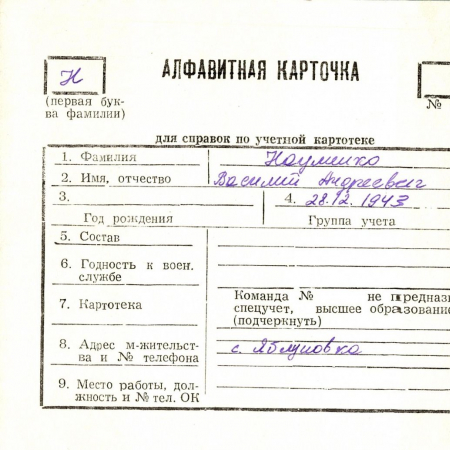 Н
АЛФАВИТНАЯ КАРТОЧКА
(первая бук-
ва фамилии)
№
для справок по учетной картотеке
1. Фамилия Науменко
2. Имя, отчество Василий Андреевич
3. 4. 28.12.1943
Год рождения Группа учета
5. Состав
6. Годность к воен.
службе
7. Картотека
Команда № не предназ
спецучет, высшее образование
(подчеркнуть)
8. Адрес м-жительст-
ва и № телефона с. Яблуновка
9. Место работы, дол-
жность и № тел. ОК